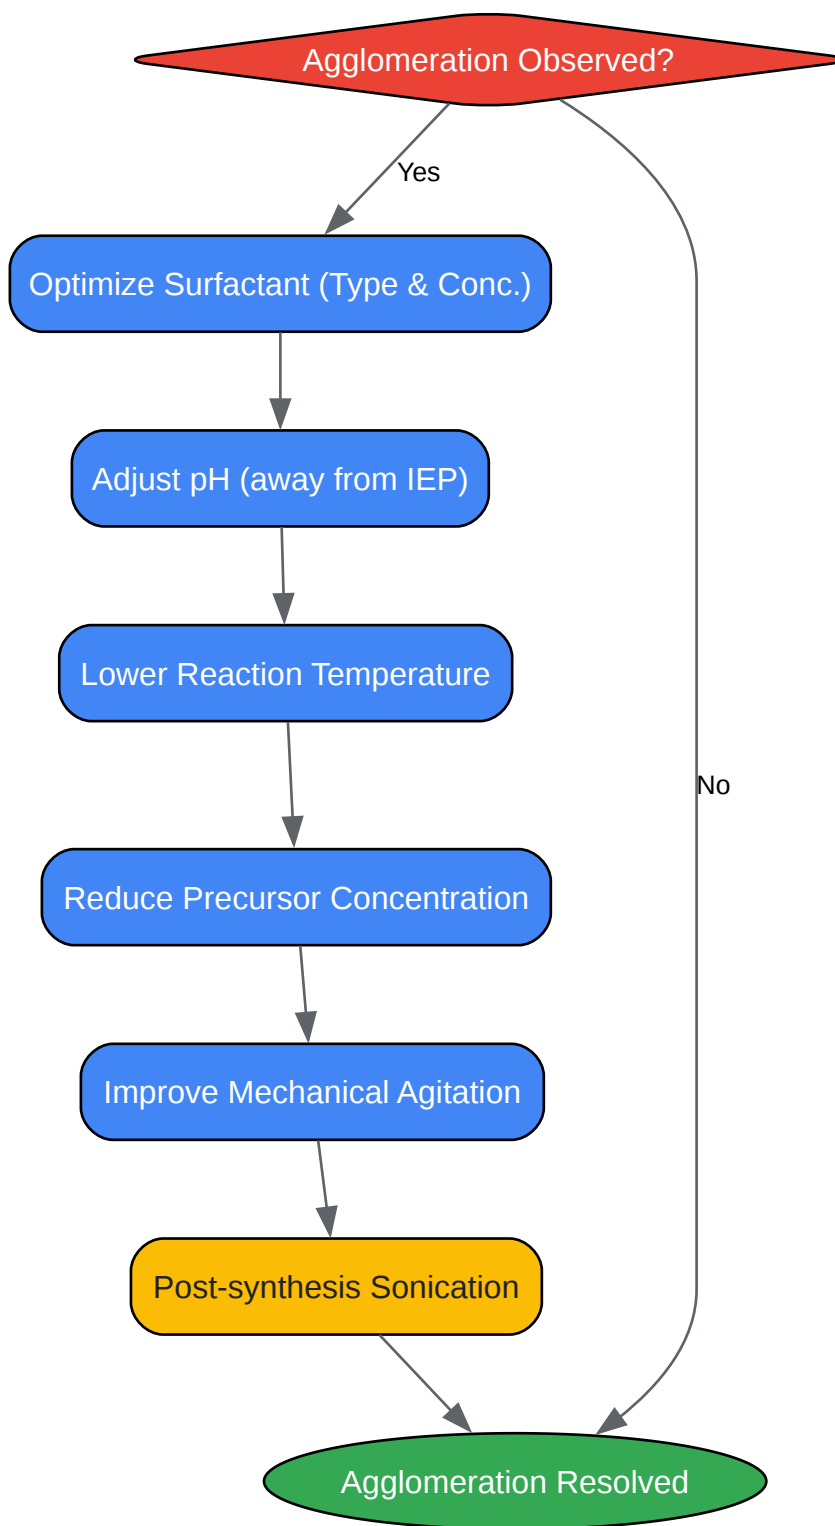 Agglomeration Observed?
Yes
Optimize Surfactant (Type & Conc.)
Adjust pH (away from IEP)
Lower Reaction Temperature
No
Reduce Precursor Concentration
Improve Mechanical Agitation
Post-synthesis Sonication
Agglomeration Resolved